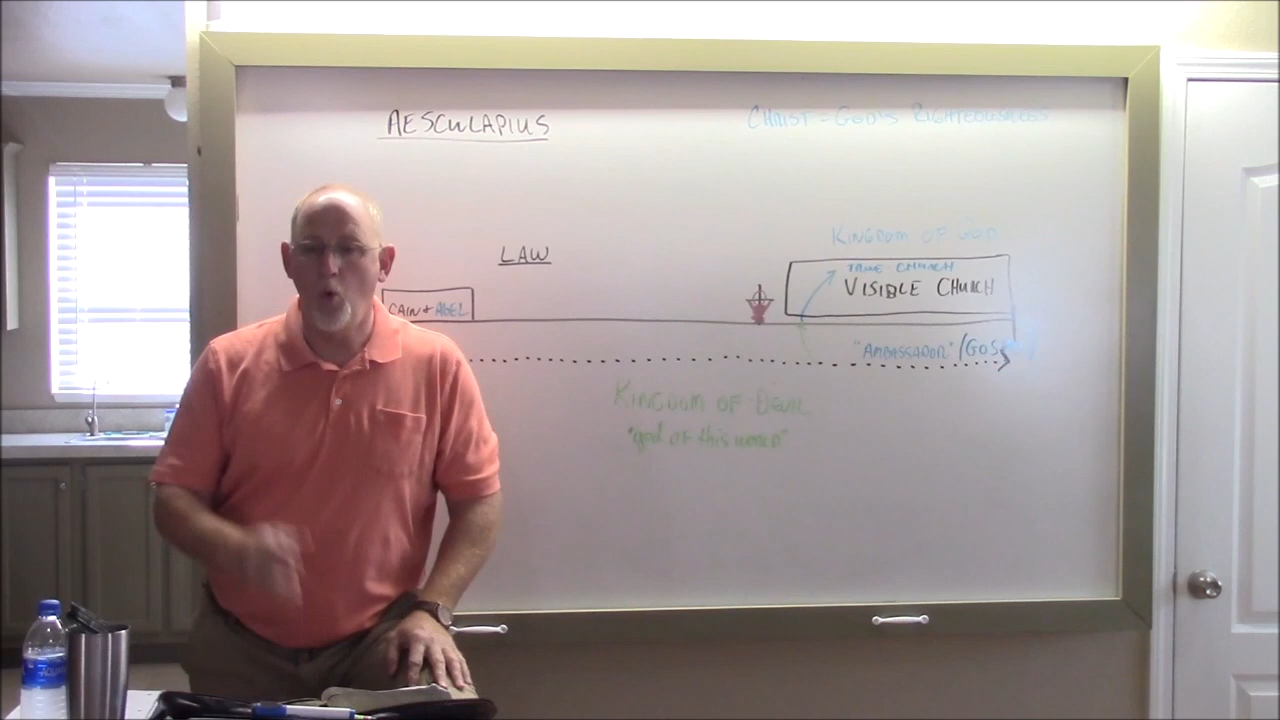 AESCULAPIUS
CHRIST = GOD'S RIGHTEOUSNESS
KINGDOM OF GOD
LAW
TRUE CHURCH
VISIBLE CHURCH
CAIN + ABEL
"AMBASSADOR" / GOS
KINGDOM OF DEVIL
"god OF this WORLD"